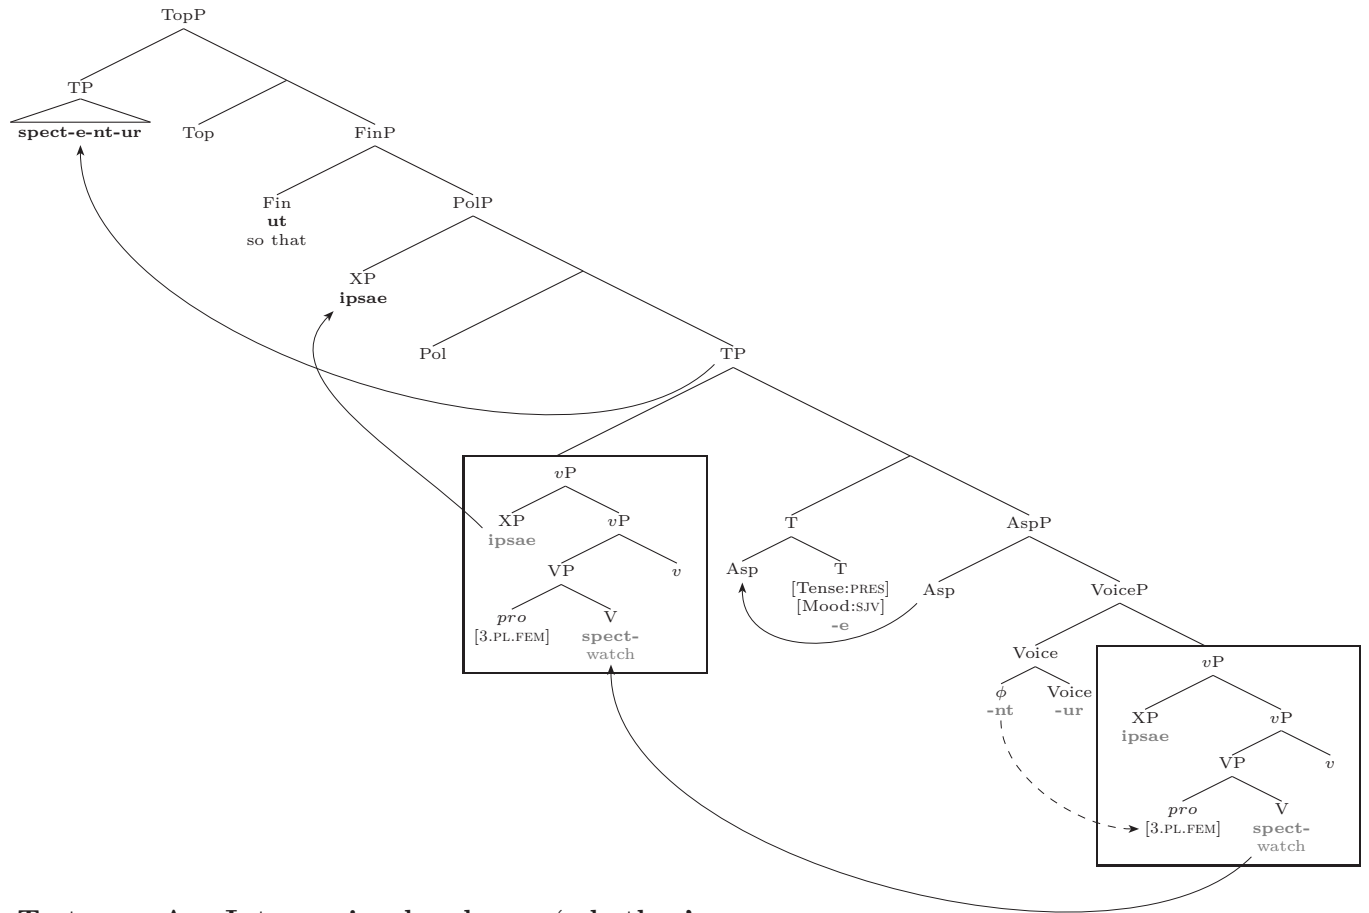 TopP
TP
spect-e-nt-ur
Top
FinP
Fin
ut
so that
PolP
XP
ipsae
Pol
TP
vP
XP
ipsae
vP
VP
v
pro
[3.PL.FEM]
V
spect-
watch
T
Asp
T
[Tense:PRES]
[Mood:SJV]
-e
AspP
Asp
VoiceP
Voice
ϕ
-nt
Voice
-ur
vP
XP
ipsae
vP
VP
v
pro
[3.PL.FEM]
V
spect-
watch